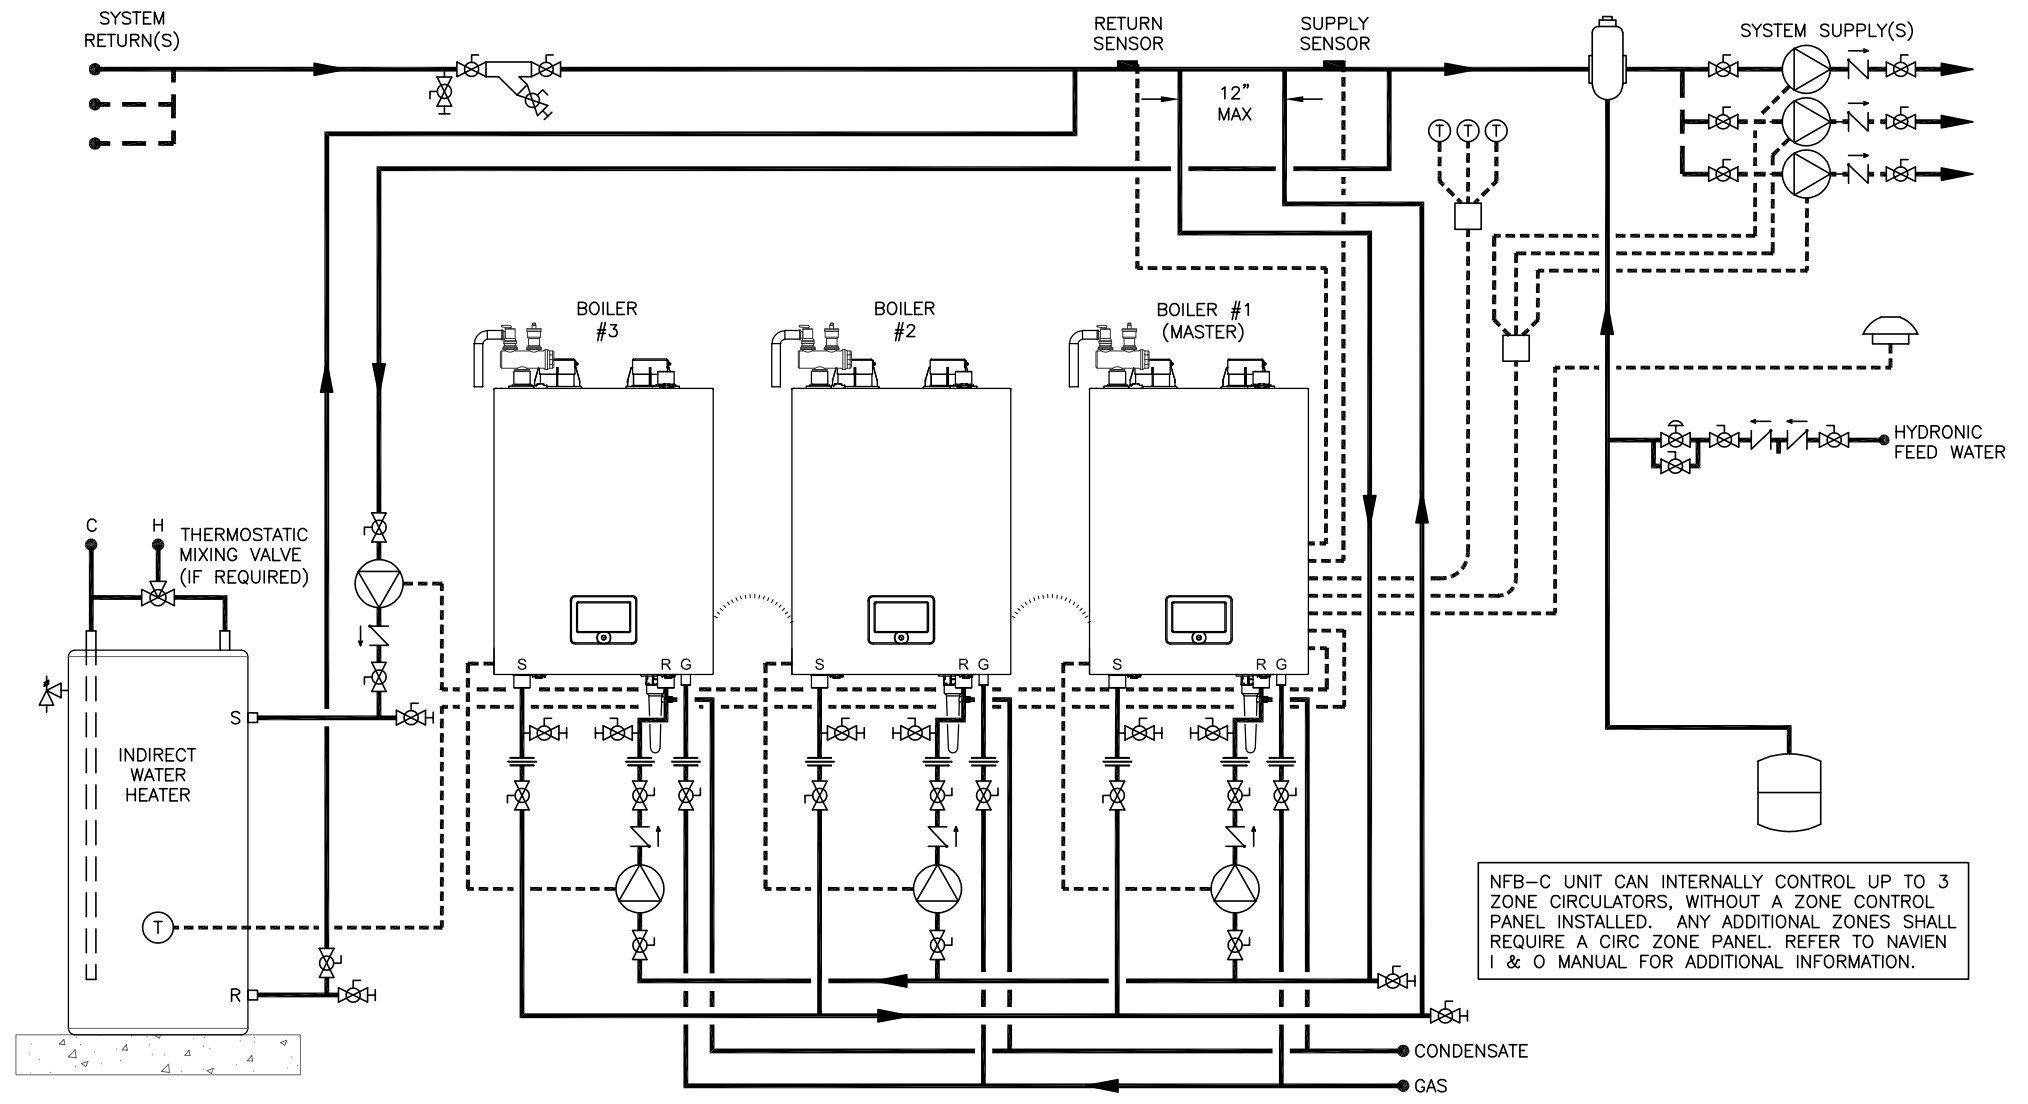 SYSTEM
RETURN(S)
RETURN
SENSOR
SUPPLY
SENSOR
SYSTEM SUPPLY(S)
12"
MAX
T T T
BOILER
#3
BOILER
#2
BOILER #1
(MASTER)
HYDRONIC
FEED WATER
C H
THERMOSTATIC
MIXING VALVE
(IF REQUIRED)
S R G
S R G
S R G
S
INDIRECT
WATER
HEATER
T
R
NFB-C UNIT CAN INTERNALLY CONTROL UP TO 3
ZONE CIRCULATORS, WITHOUT A ZONE CONTROL
PANEL INSTALLED. ANY ADDITIONAL ZONES SHALL
REQUIRE A CIRC ZONE PANEL. REFER TO NAVIEN
I & O MANUAL FOR ADDITIONAL INFORMATION.
CONDENSATE
GAS